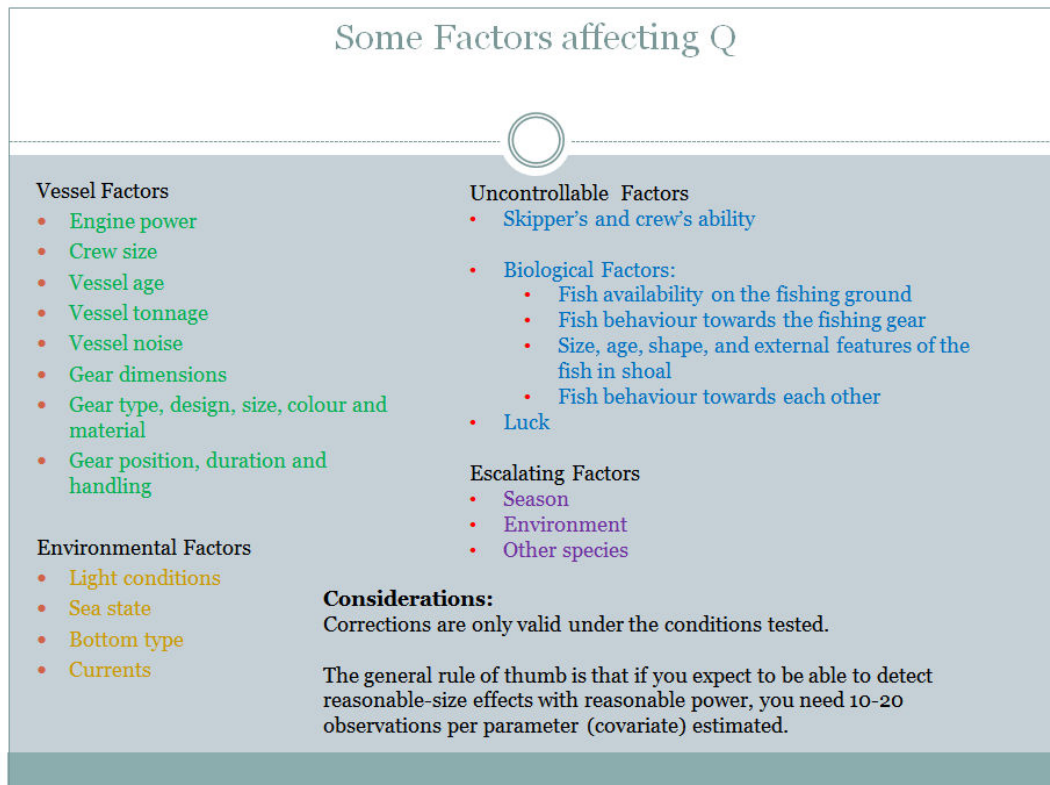 Some Factors affecting Q
Vessel Factors
Engine power
Crew size
Vessel age
Vessel tonnage
Vessel noise
Gear dimensions
Gear type, design, size, colour and
material
Gear position, duration and
handling
Environmental Factors
Light conditions
Sea state
Bottom type
Currents
Uncontrollable Factors
Skipper's and crew's ability
Biological Factors:
Fish availability on the fishing ground
Fish behaviour towards the fishing gear
Size, age, shape, and external features of the
fish in shoal
Fish behaviour towards each other
Luck
Escalating Factors
Season
Environment
Other species
Considerations:
Corrections are only valid under the conditions tested.
The general rule of thumb is that if you expect to be able to detect
reasonable-size effects with reasonable power, you need 10-20
observations per parameter (covariate) estimated.